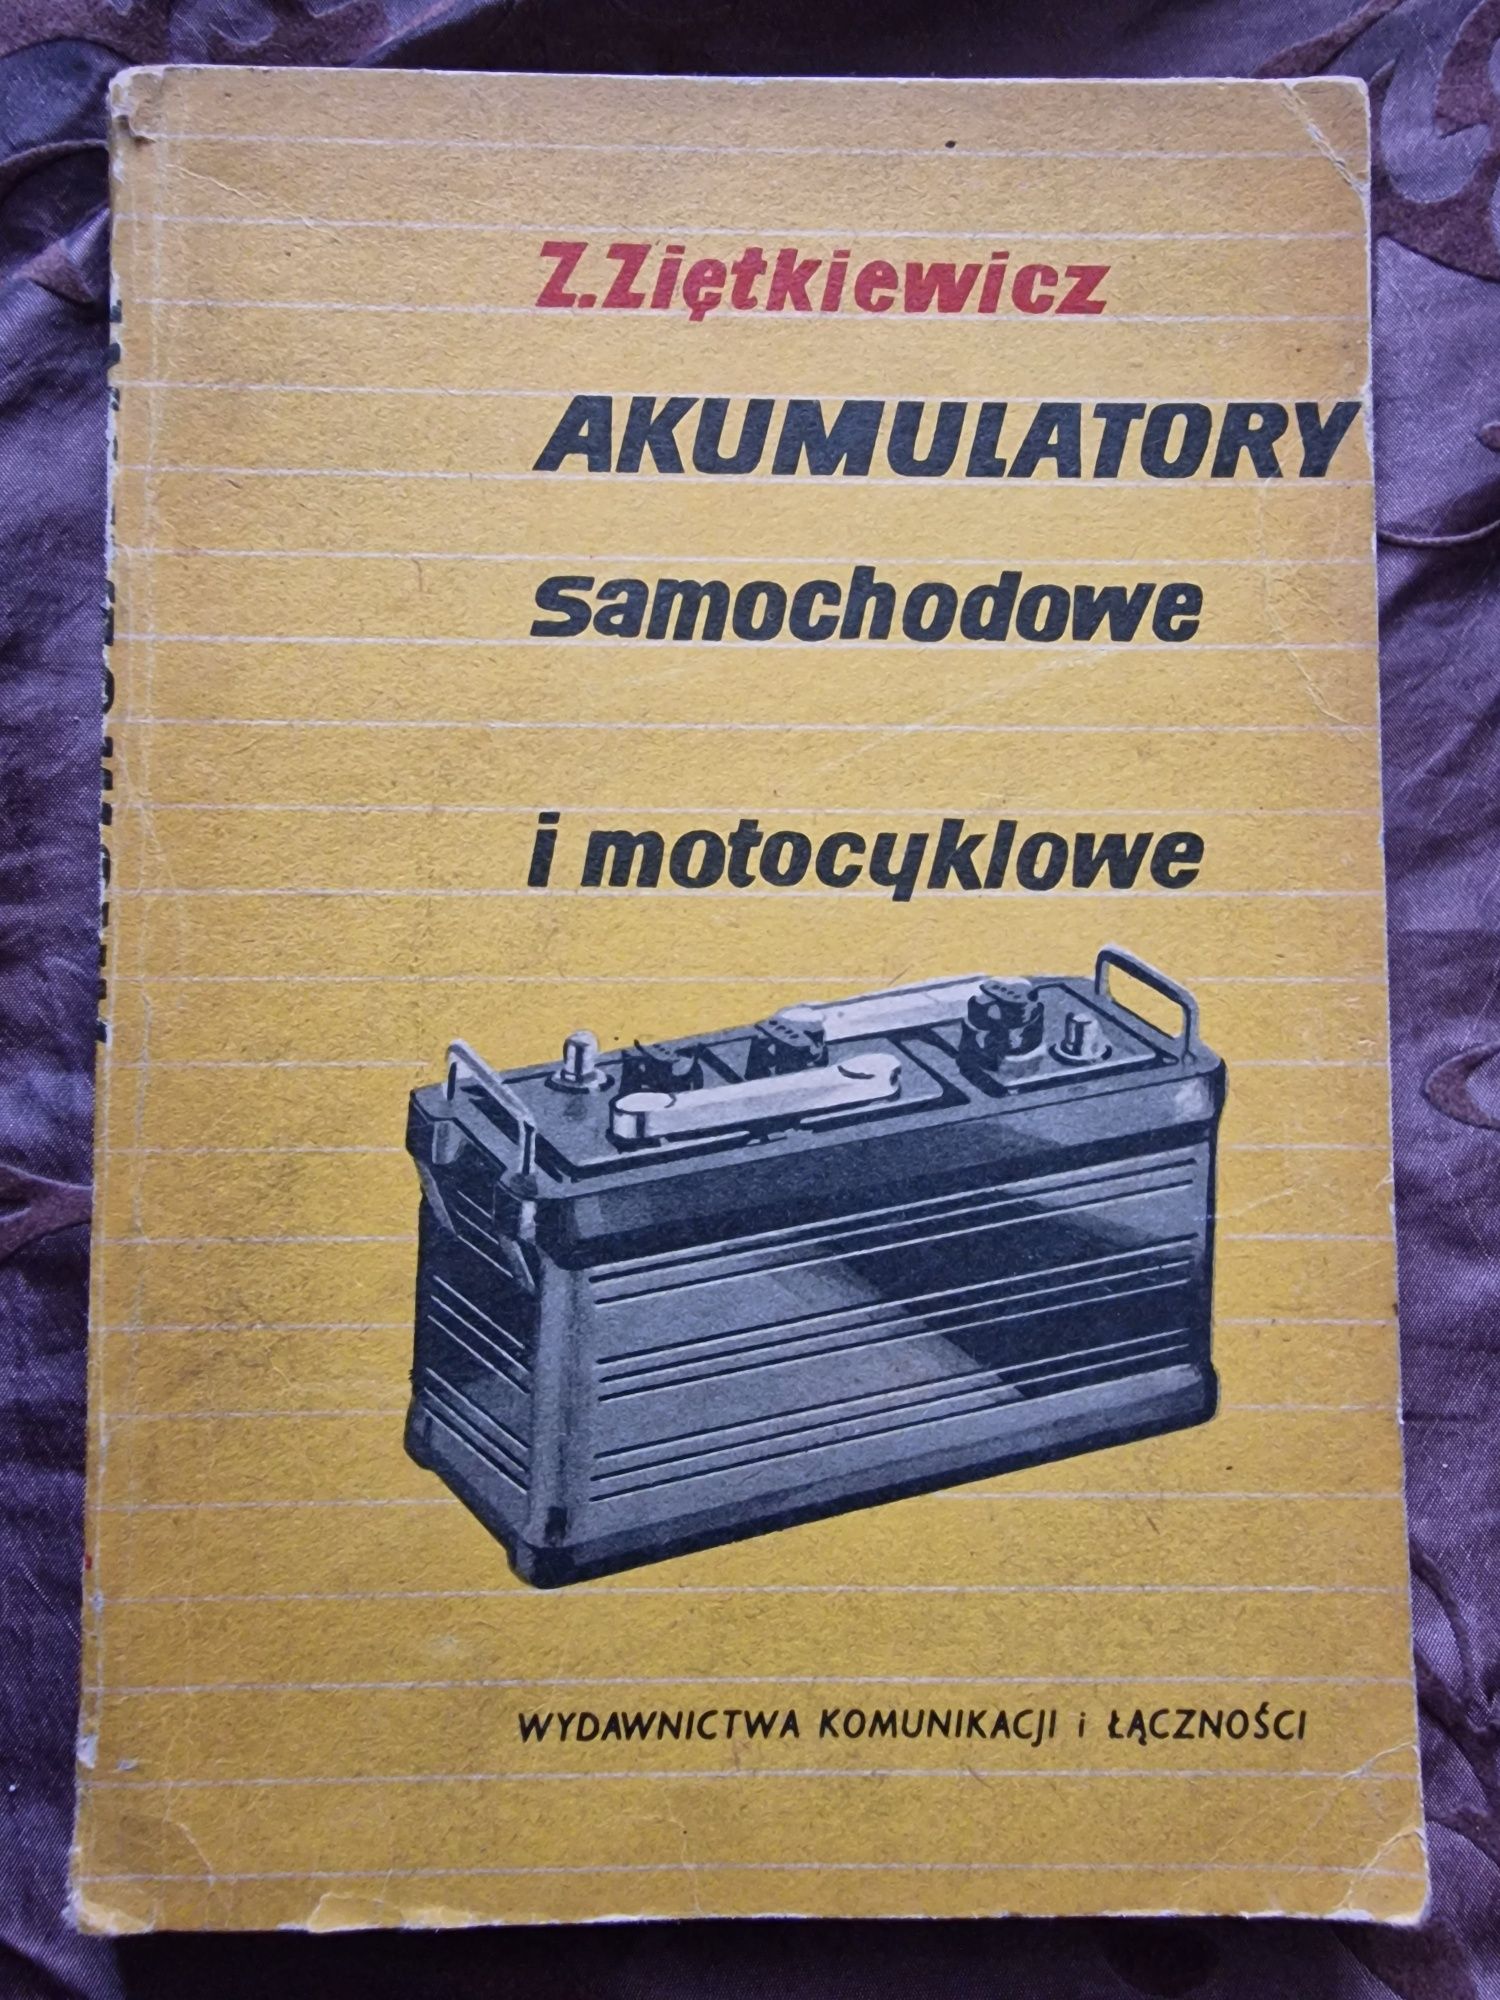 Z. Ziętkiewicz
AKUMULATORY
samochodowe
i motocyklowe
WYDAWNICTWA KOMUNIKACJI i ŁĄCZNOŚCI